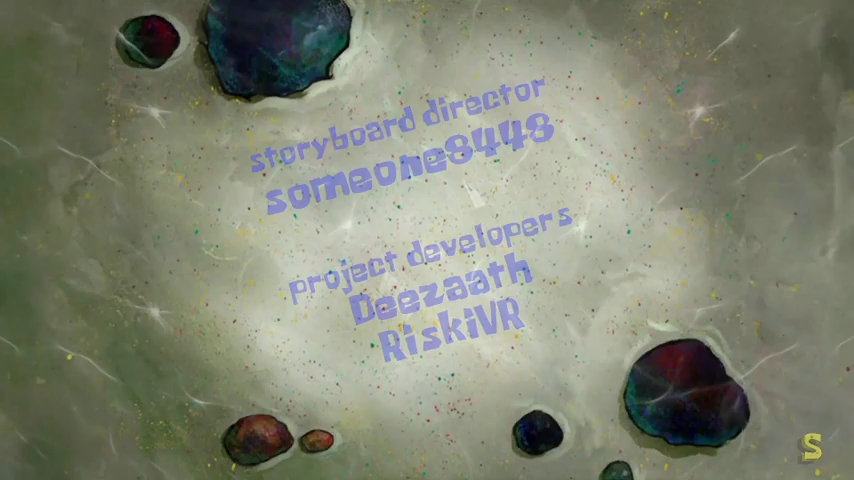 storyboard director
someone8448
project developers
Deezaath
RiskiVR
S